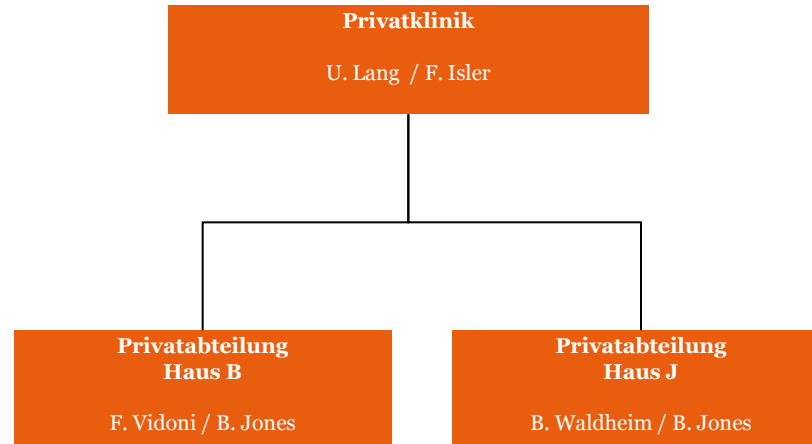 Privatklinik
U. Lang / F. Isler
Privatabteilung
Haus B
F. Vidoni / B. Jones
Privatabteilung
Haus J
B. Waldheim / B. Jones